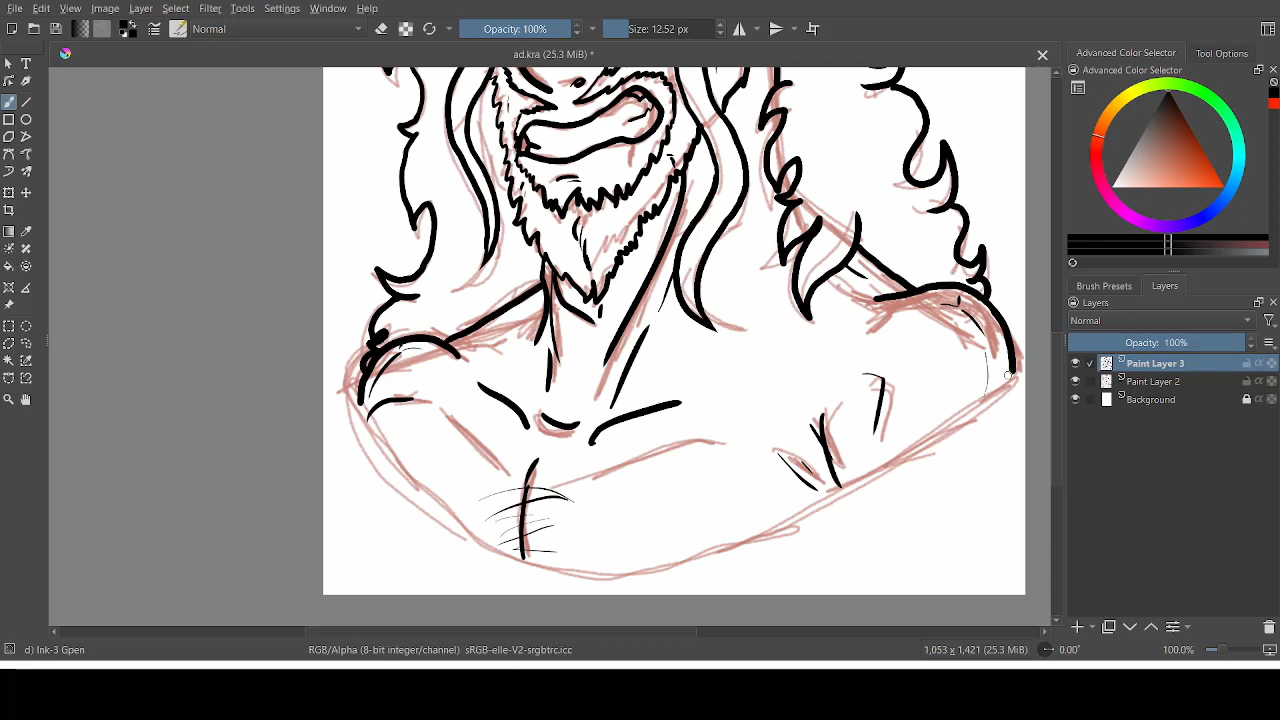 File Edit View Image Layer Select Filter Tools Settings Window Help
Normal Opacity: 100% Size: 12.52 px
ad.kra (25.3 MiB) *
Advanced Color Selector Tool Options
Advanced Color Selector
Brush Presets Layers
Layers
Normal
Opacity: 100%
Paint Layer 3
Paint Layer 2
Background
d) Ink-3 Gpen RGB/Alpha (8-bit integer/channel) sRGB-elle-V2-srgbtrc.icc 1,053 x 1,421 (25.3 MiB) 0.00° 100.0%